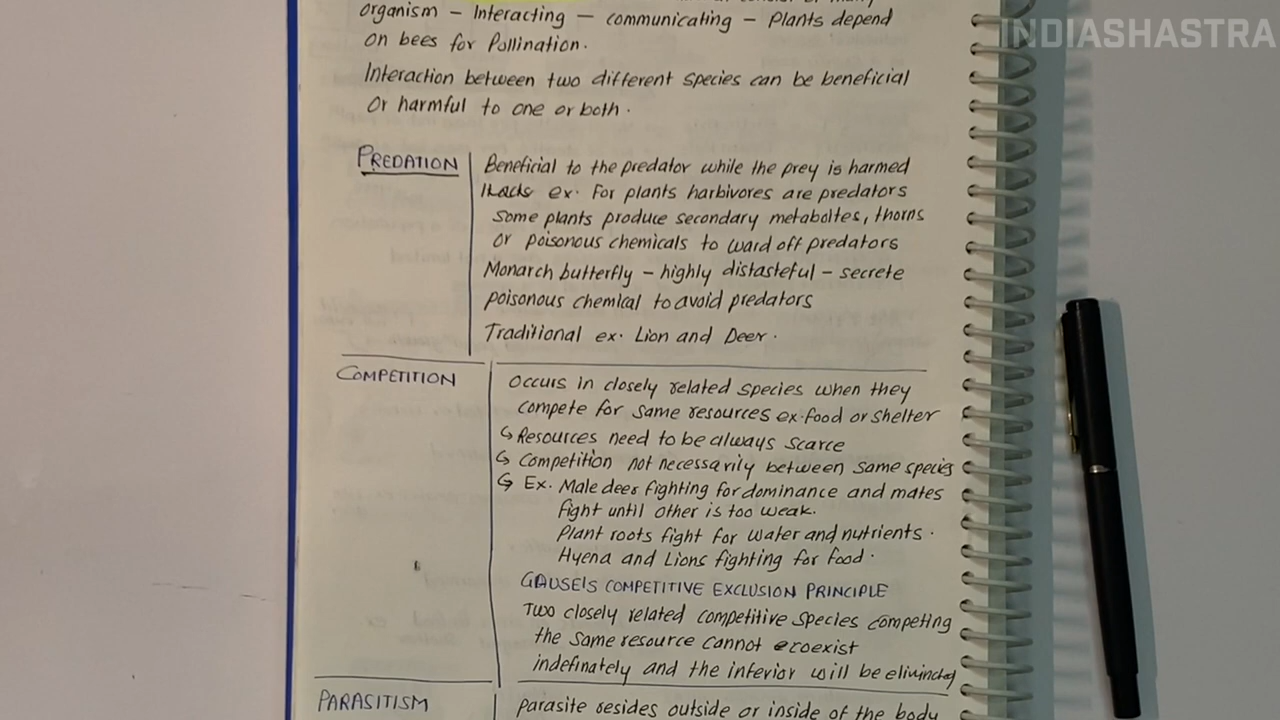 organism – Interacting – communicating – Plants depend
on bees for Pollination.
Interaction between two different species can be beneficial
or harmful to one or both.
PREDATION
Beneficial to the predator while the prey is harmed
ex. For plants harbivores are predators
Some plants produce secondary metaboltes, thorns
or poisonous chemicals to ward off predators
Monarch butterfly – highly distasteful – secrete
poisonous chemical to avoid predators
Traditional ex. Lion and Deer.
COMPETITION
Occurs in closely related species when they
compete for same resources ex. food or shelter
↳ Resources need to be always scarce
↳ Competition not necessarily between same species
↳ Ex. Male deer fighting for dominance and mates
fight until other is too weak.
Plant roots fight for water and nutrients.
Hyena and Lions fighting for food.
GAUSE'S COMPETITIVE EXCLUSION PRINCIPLE
Two closely related competitive species competing
the same resource cannot coexist
indefinately and the inferior will be
PARASITISM
parasite resides outside or inside of the body
INDIASHASTRA